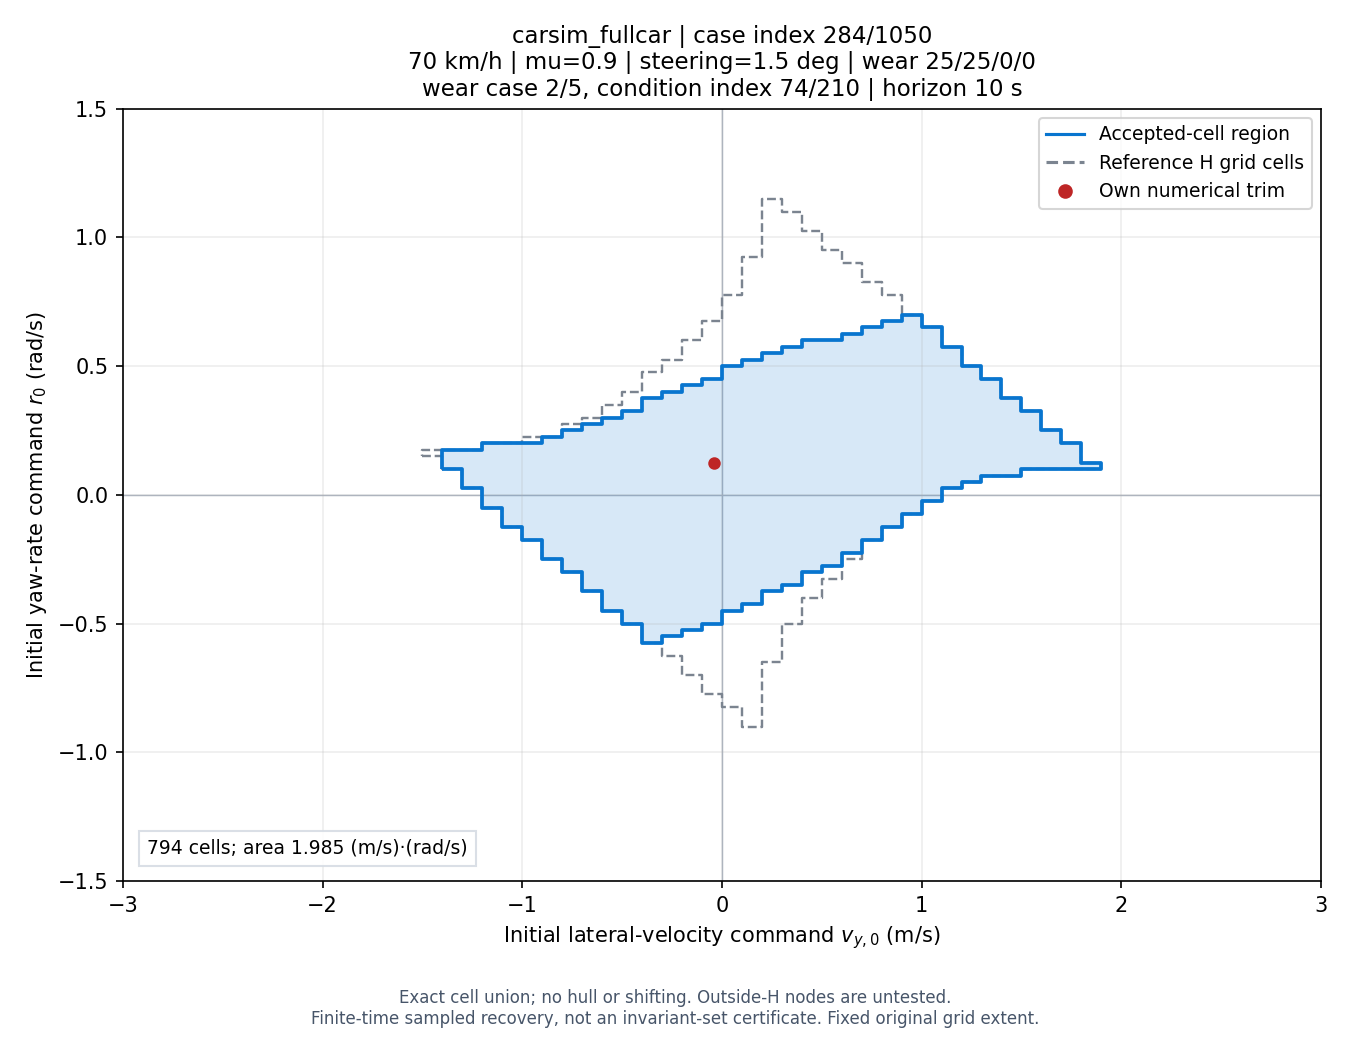 carsim_fullcar | case index 284/1050
70 km/h | mu=0.9 | steering=1.5 deg | wear 25/25/0/0
wear case 2/5, condition index 74/210 | horizon 10 s
Accepted-cell region
Reference H grid cells
Own numerical trim
1.5
1.0
0.5
0.0
−0.5
−1.0
−1.5
Initial yaw-rate command r₀ (rad/s)
794 cells; area 1.985 (m/s)·(rad/s)
−3
−2
−1
0
1
2
3
Initial lateral-velocity command v_{y,0} (m/s)
Exact cell union; no hull or shifting. Outside-H nodes are untested.
Finite-time sampled recovery, not an invariant-set certificate. Fixed original grid extent.